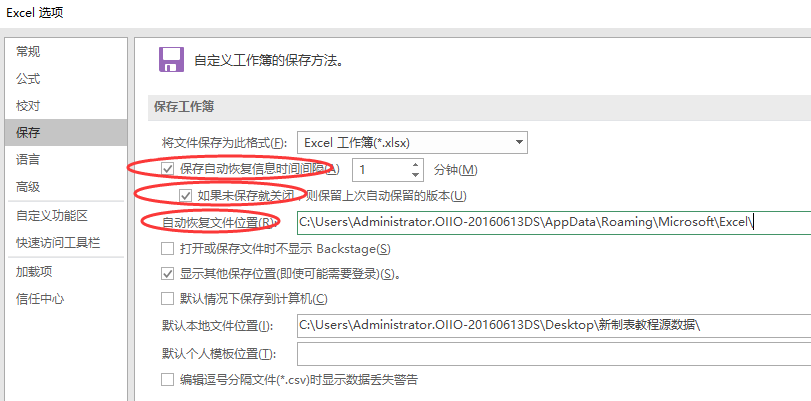 Excel 选项
常规
公式
校对
保存
语言
高级
自定义功能区
快速访问工具栏
加载项
信任中心
自定义工作簿的保存方法。
保存工作簿
将文件保存为此格式(F): Excel 工作簿(*.xlsx)
保存自动恢复信息时间间隔(A) 1 分钟(M)
如果未保存就关闭，则保留上次自动保留的版本(U)
自动恢复文件位置(R): C:\Users\Administrator.OIIO-20160613DS\AppData\Roaming\Microsoft\Excel\
打开或保存文件时不显示 Backstage(S)
显示其他保存位置(即使可能需要登录)(S)。
默认情况下保存到计算机(C)
默认本地文件位置(I): C:\Users\Administrator.OIIO-20160613DS\Desktop\新制表教程源数据\
默认个人模板位置(T):
编辑逗号分隔文件(*.csv)时显示数据丢失警告